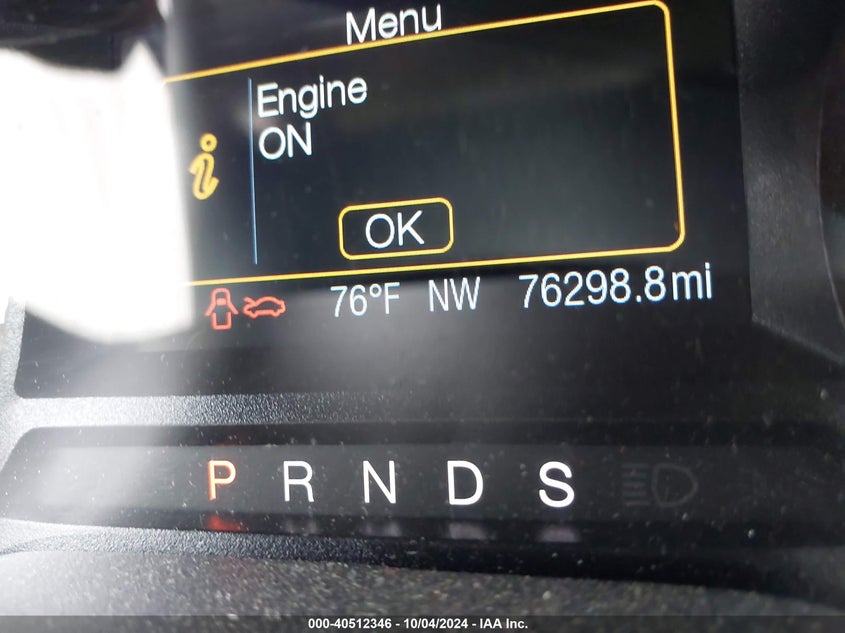 Menu
Engine
ON
OK
76°F NW 76298.8mi
P R N D S
000-40512346 - 10/04/2024 - IAA Inc.